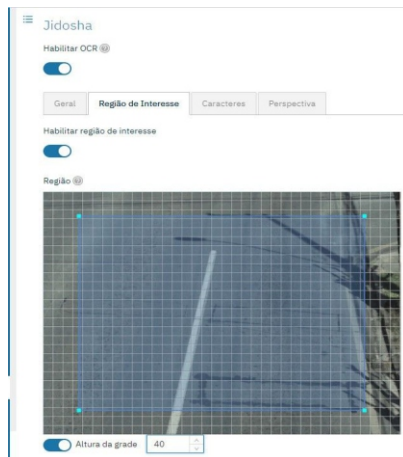 Jidosha
Habilitar OCR
Geral Região de Interesse Caracteres Perspectiva
Habilitar região de interesse
Região
Altura da grade 40